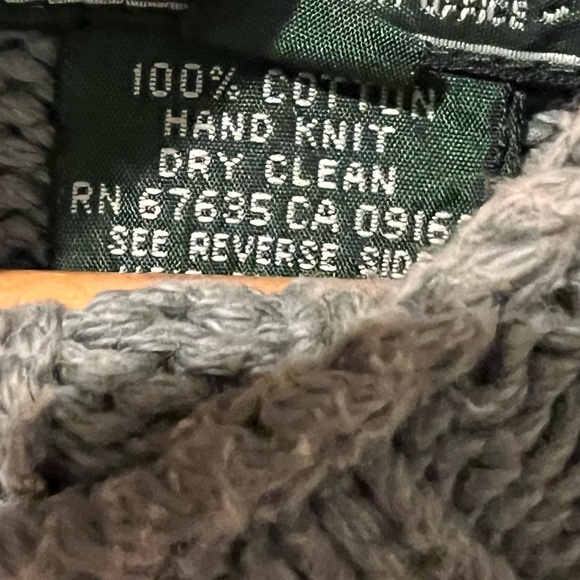 100% COTTON
HAND KNIT
DRY CLEAN
RN 67635 CA 0916
SEE REVERSE SID